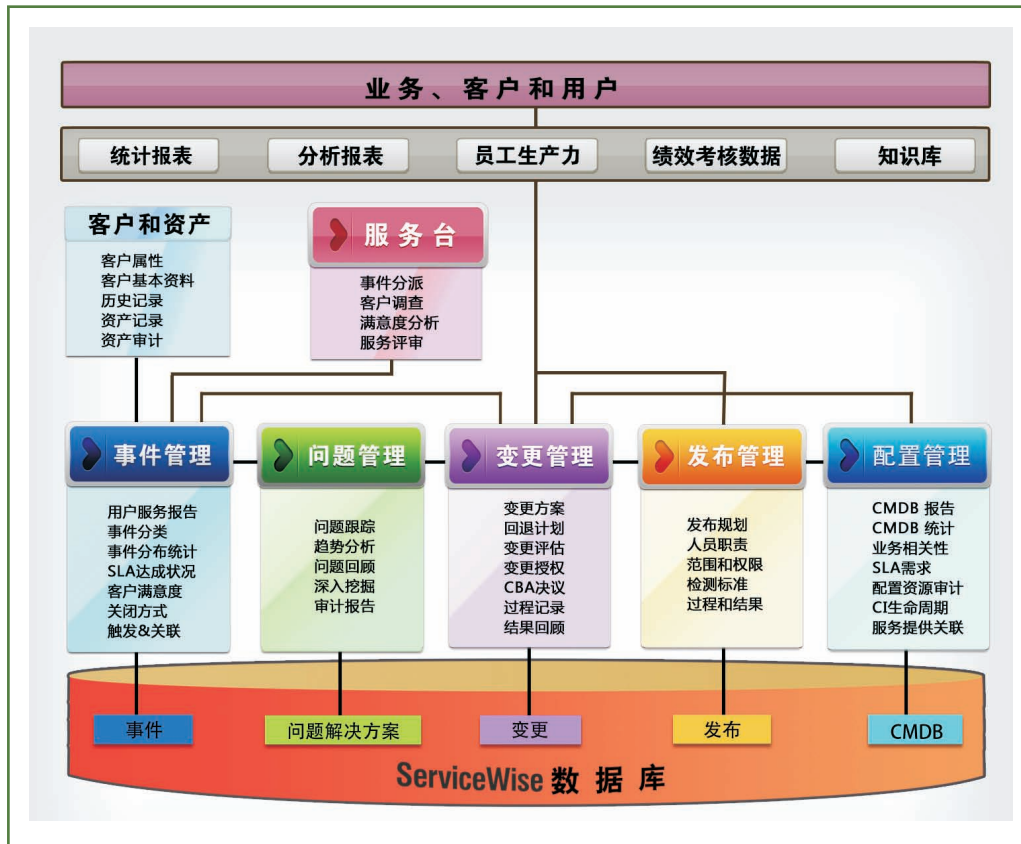 业务、客户和用户
统计报表
分析报表
员工生产力
绩效考核数据
知识库
客户和资产
客户属性
客户基本资料
历史记录
资产记录
资产审计
服务台
事件分派
客户调查
满意度分析
服务评审
事件管理
用户服务报告
事件分类
事件分布统计
SLA达成状况
客户满意度
关闭方式
触发&关联
问题管理
问题跟踪
趋势分析
问题回顾
深入挖掘
审计报告
变更管理
变更方案
回退计划
变更评估
变更授权
CBA决议
过程记录
结果回顾
发布管理
发布规划
人员职责
范围和权限
检测标准
过程和结果
配置管理
CMDB 报告
CMDB 统计
业务相关性
SLA需求
配置资源审计
CI生命周期
服务提供关联
事件
问题解决方案
变更
发布
CMDB
ServiceWise 数据库